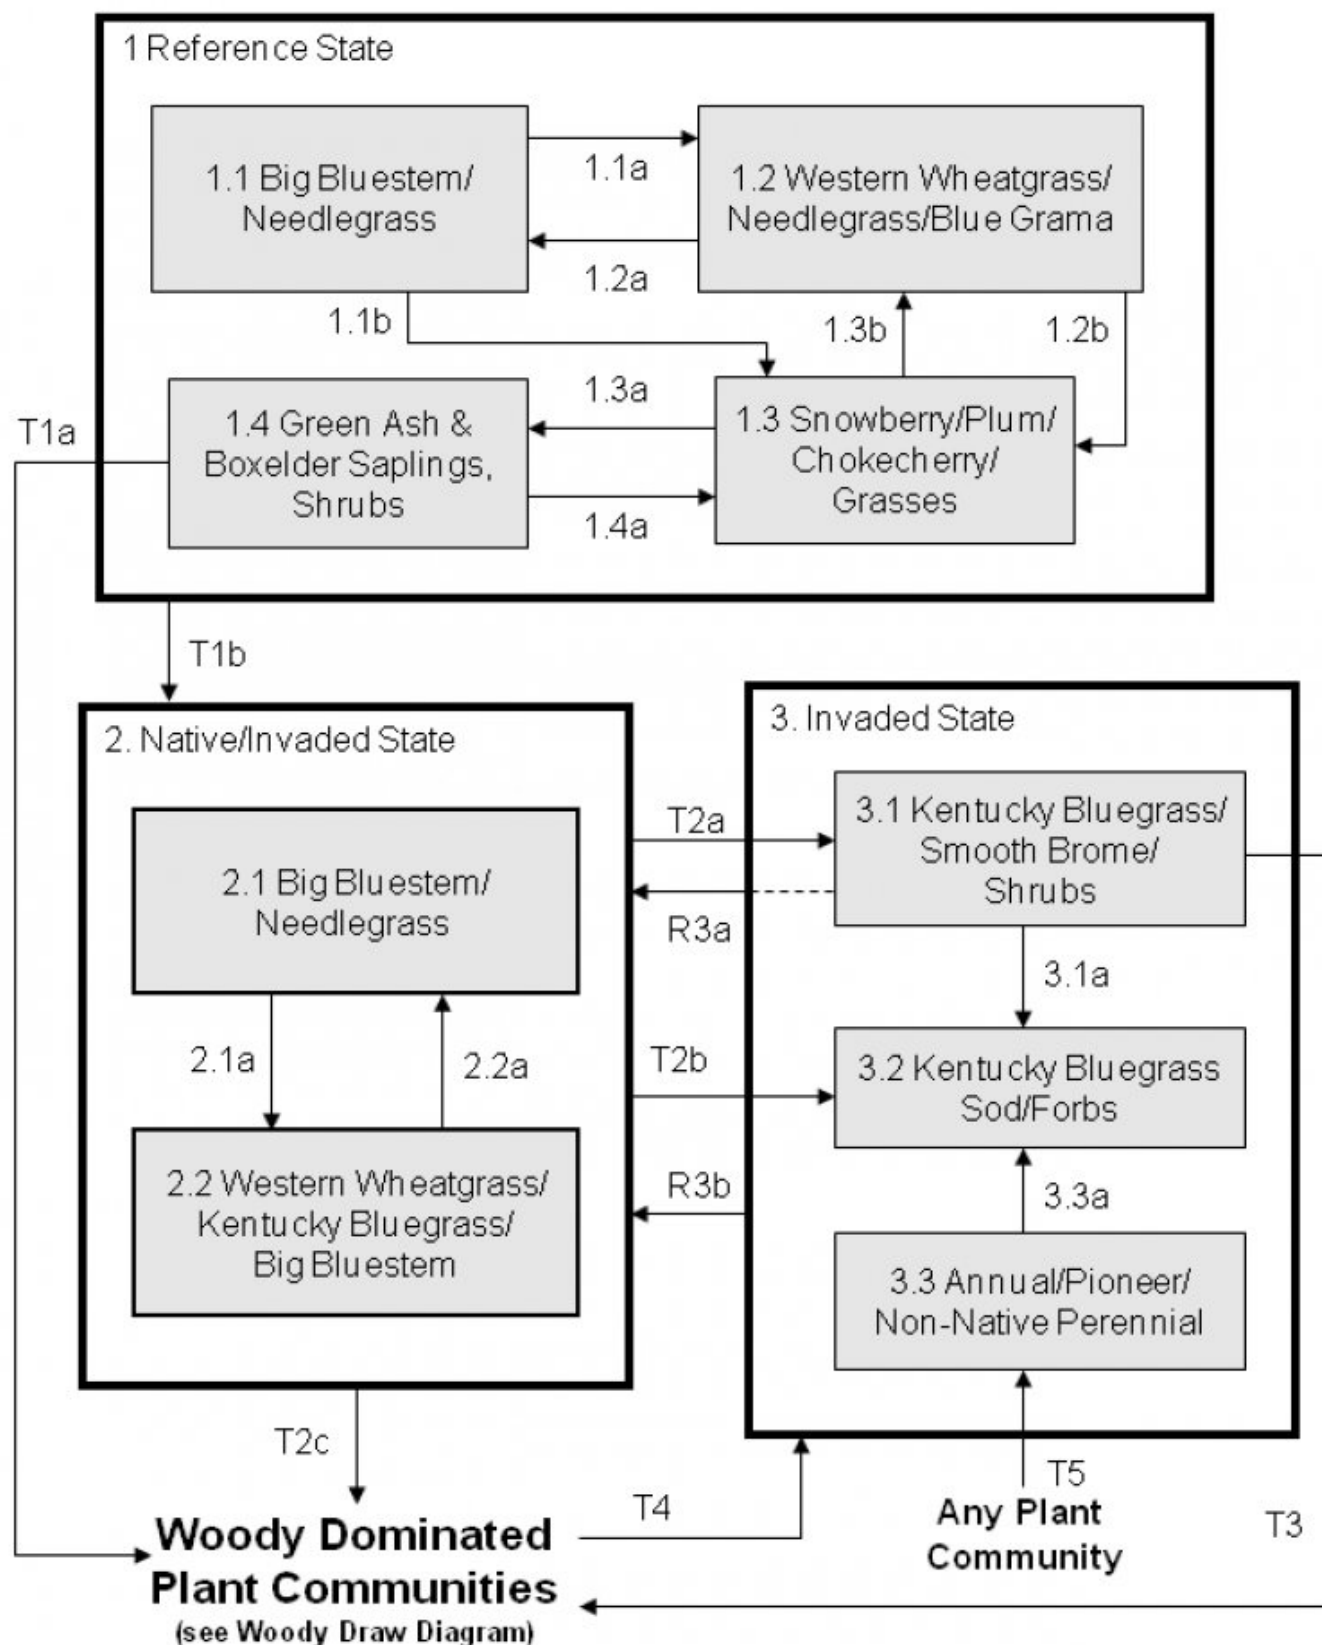 1 Reference State
1.1 Big Bluestem/
Needlegrass
1.1a
1.2 Western Wheatgrass/
Needlegrass/Blue Grama
1.2a
1.1b
1.3b
1.2b
T1a
1.4 Green Ash &
Boxelder Saplings,
Shrubs
1.3a
1.4a
1.3 Snowberry/Plum/
Chokecherry/
Grasses
T1b
2. Native/Invaded State
2.1 Big Bluestem/
Needlegrass
2.1a
2.2a
2.2 Western Wheatgrass/
Kentucky Bluegrass/
Big Bluestem
T2a
R3a
T2b
R3b
3. Invaded State
3.1 Kentucky Bluegrass/
Smooth Brome/
Shrubs
3.1a
3.2 Kentucky Bluegrass
Sod/Forbs
3.3a
3.3 Annual/Pioneer/
Non-Native Perennial
T2c
T4
T5
T3
Woody Dominated
Plant Communities
(see Woody Draw Diagram)
Any Plant
Community